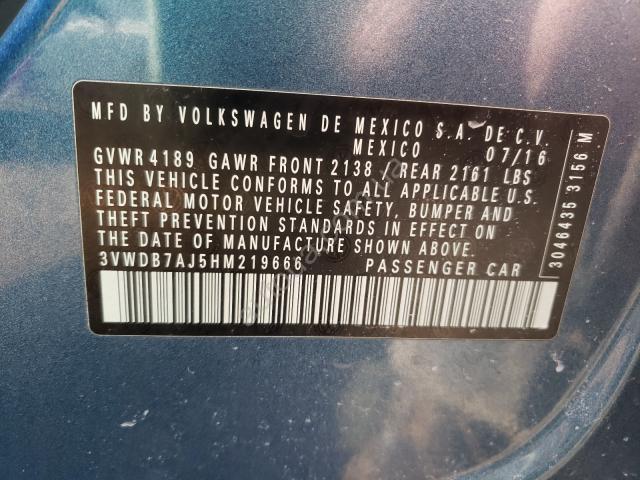 MFD BY VOLKSWAGEN DE MEXICO S.A. DE C.V.
MEXICO 07/16
GVWR 4189 GAWR FRONT 2138 REAR 2161 LBS
THIS VEHICLE CONFORMS TO ALL APPLICABLE U.S.
FEDERAL MOTOR VEHICLE SAFETY, BUMPER AND
THEFT PREVENTION STANDARDS IN EFFECT ON
THE DATE OF MANUFACTURE SHOWN ABOVE.
3VWDB7AJ5HM219666 PASSENGER CAR
3046435 3156 M